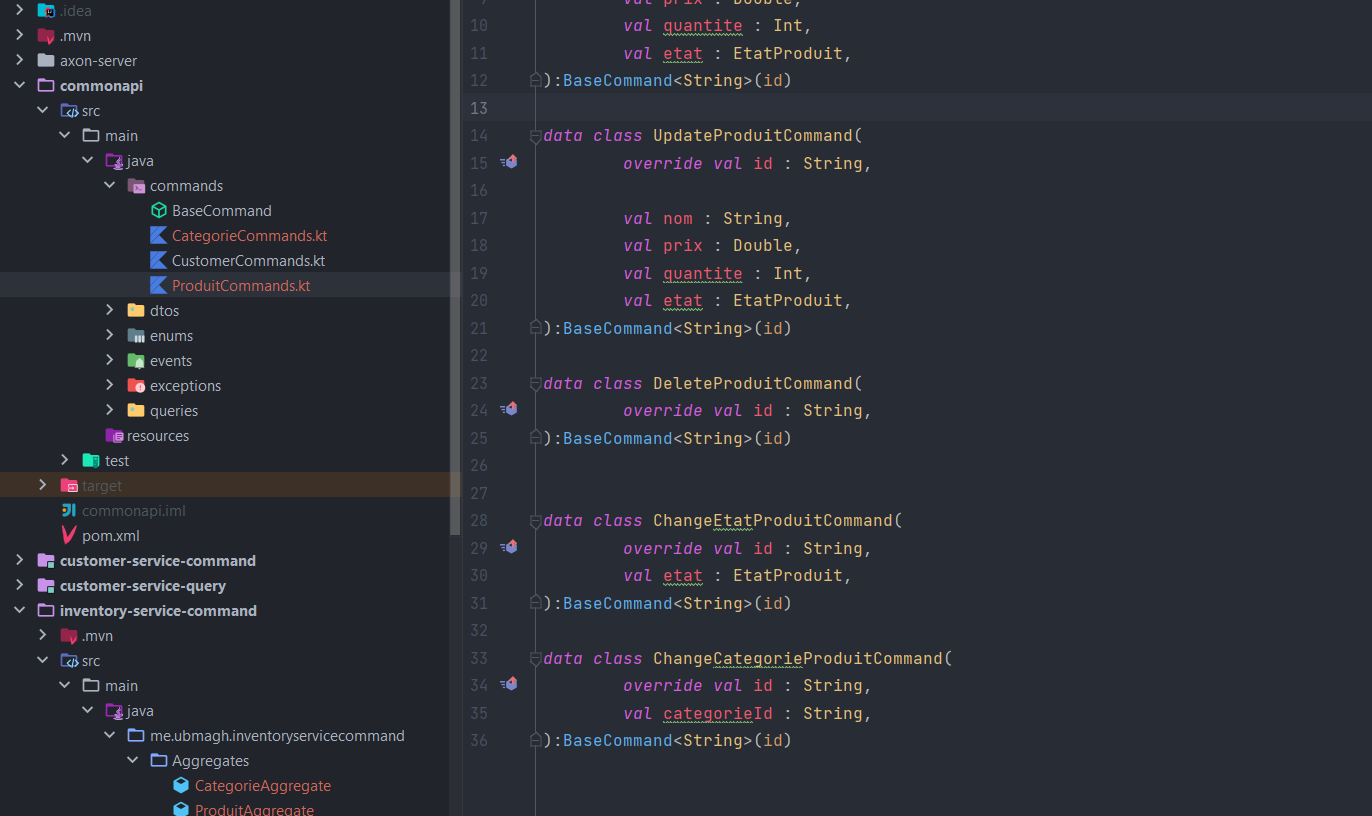 .idea
.mvn
axon-server
commonapi
src
main
java
commands
BaseCommand
CategorieCommands.kt
CustomerCommands.kt
ProduitCommands.kt
dtos
enums
events
exceptions
queries
resources
test
target
commonapi.iml
pom.xml
customer-service-command
customer-service-query
inventory-service-command
.mvn
src
main
java
me.ubmagh.inventoryservicecommand
Aggregates
CategorieAggregate
ProduitAggregate
9 val prix : Double,
10 val quantite : Int,
11 val etat : EtatProduit,
12 ):BaseCommand<String>(id)
13
14 data class UpdateProduitCommand(
15 override val id : String,
16
17 val nom : String,
18 val prix : Double,
19 val quantite : Int,
20 val etat : EtatProduit,
21 ):BaseCommand<String>(id)
22
23 data class DeleteProduitCommand(
24 override val id : String,
25 ):BaseCommand<String>(id)
26
27
28 data class ChangeEtatProduitCommand(
29 override val id : String,
30 val etat : EtatProduit,
31 ):BaseCommand<String>(id)
32
33 data class ChangeCategorieProduitCommand(
34 override val id : String,
35 val categorieId : String,
36 ):BaseCommand<String>(id)